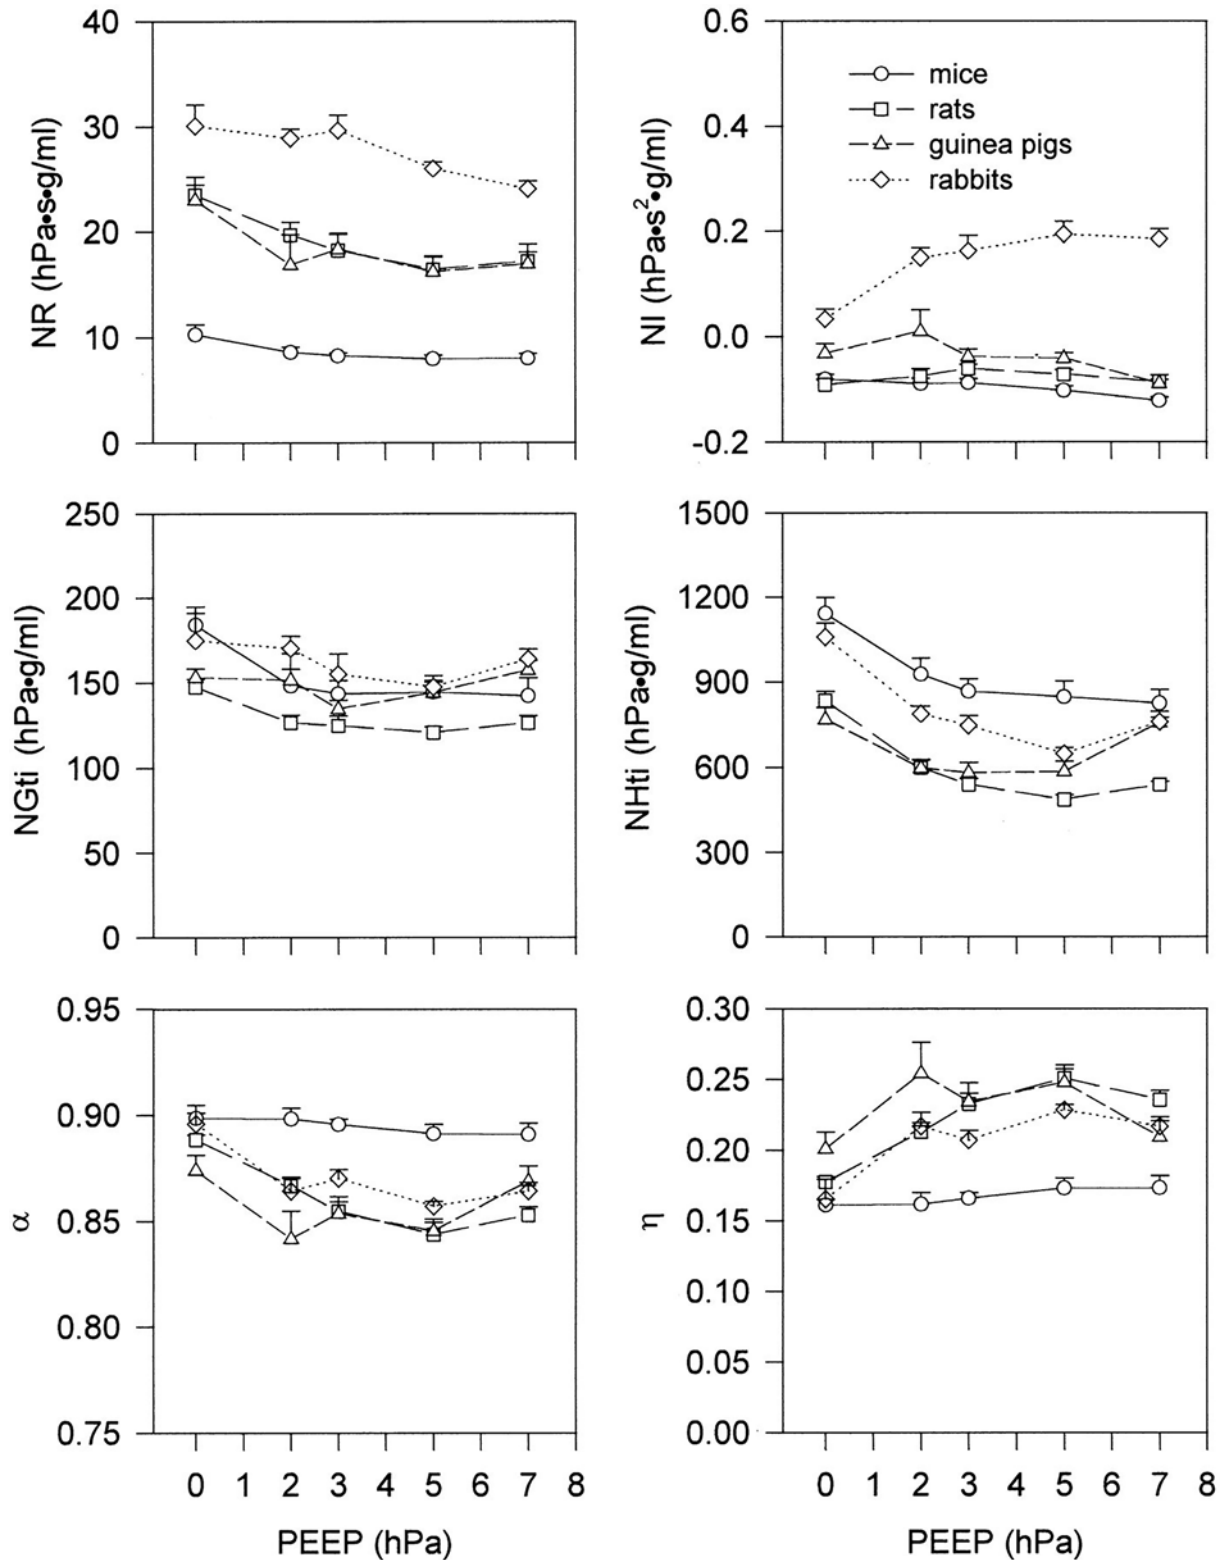 40
30
20
10
0
NR (hPa•s•g/ml)
0.6
0.4
0.2
0.0
-0.2
NI (hPa•s²•g/ml)
mice
rats
guinea pigs
rabbits
250
200
150
100
50
0
NGti (hPa•g/ml)
1500
1200
900
600
300
0
NHti (hPa•g/ml)
0.95
0.90
0.85
0.80
0.75
α
0 1 2 3 4 5 6 7 8
PEEP (hPa)
0.30
0.25
0.20
0.15
0.10
0.05
0.00
η
0 1 2 3 4 5 6 7 8
PEEP (hPa)